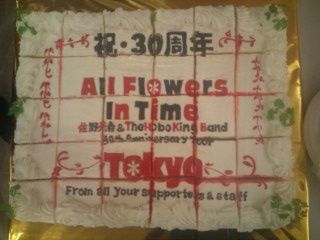 祝・30周年
All Flowers
In Time
佐野元春 & The Hobo King Band
30th Anniversary Tour
Tokyo
From all your supporters & staff